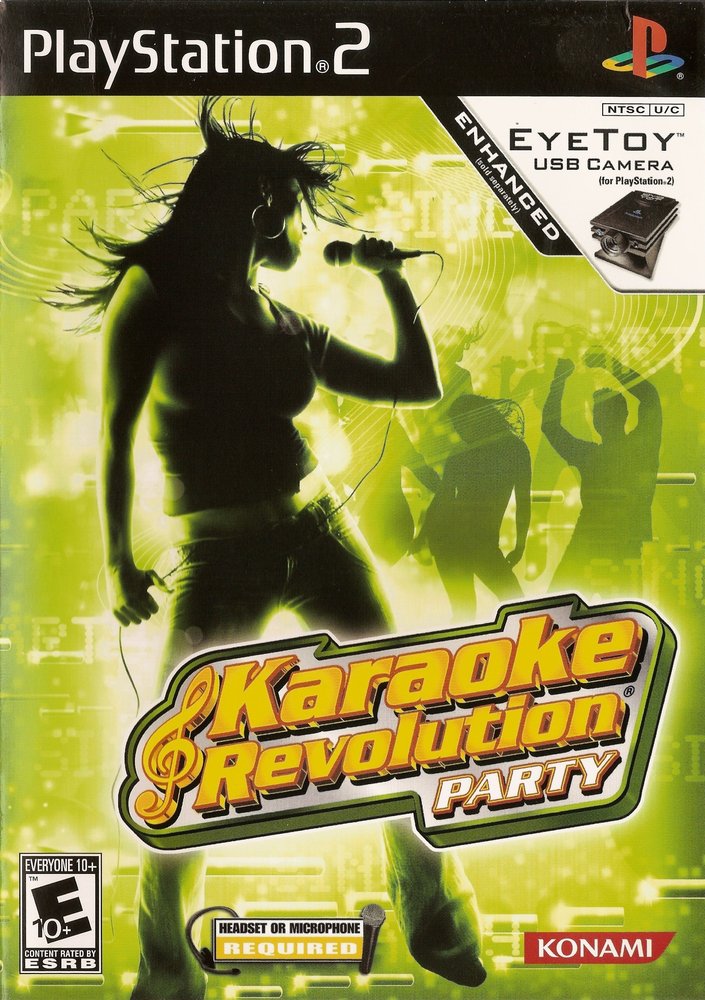 PlayStation®2
NTSC U/C
ENHANCED
(sold separately)
EYETOY™
USB CAMERA
(for PlayStation®2)
Karaoke
Revolution®
PARTY
EVERYONE 10+
™
E
10+
CONTENT RATED BY
ESRB
HEADSET OR MICROPHONE
REQUIRED
KONAMI